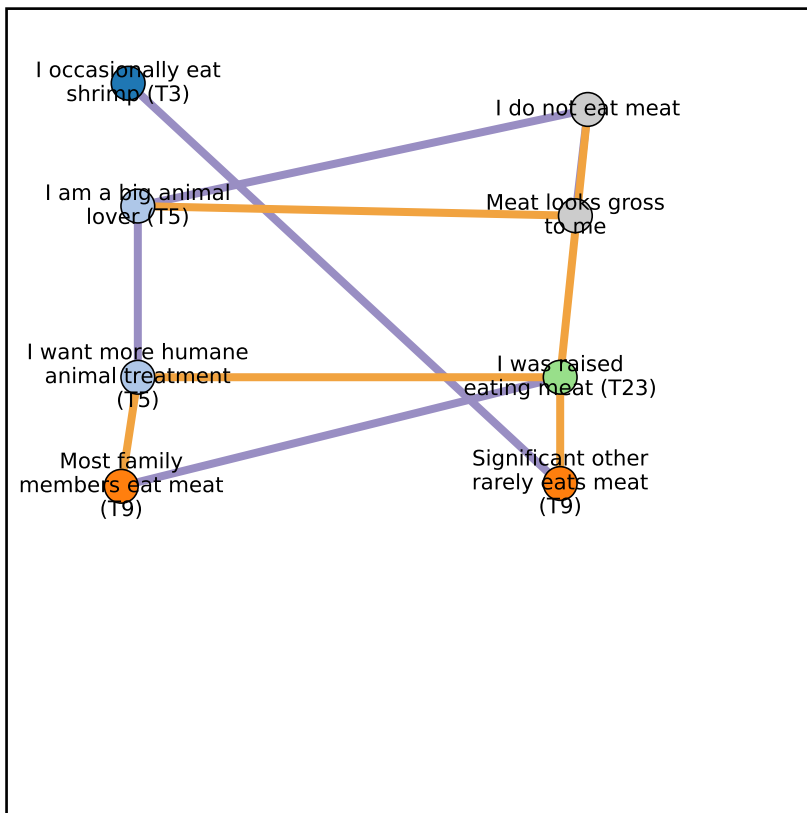 I occasionally eat
shrimp (T3)
I do not eat meat
I am a big animal
lover (T5)
Meat looks gross
to me
I want more humane
animal treatment
(T5)
I was raised
eating meat (T23)
Most family
members eat meat
(T9)
Significant other
rarely eats meat
(T9)